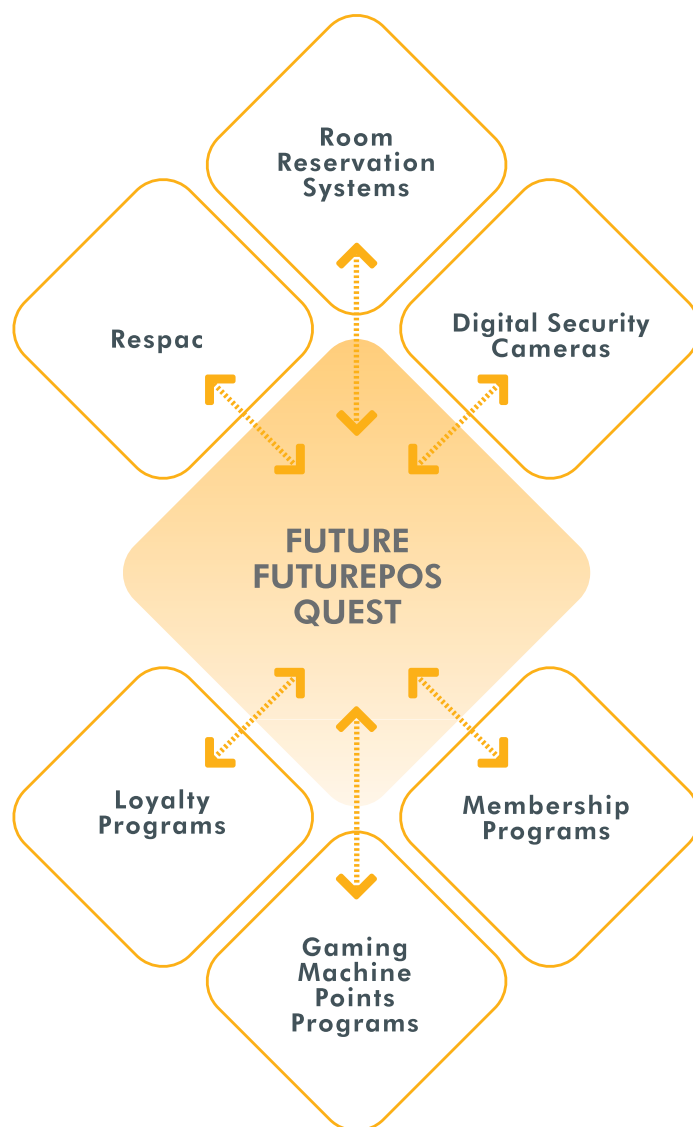 Room
Reservation
Systems
Respac
Digital Security
Cameras
FUTURE
FUTUREPOS
QUEST
Loyalty
Programs
Membership
Programs
Gaming
Machine
Points
Programs